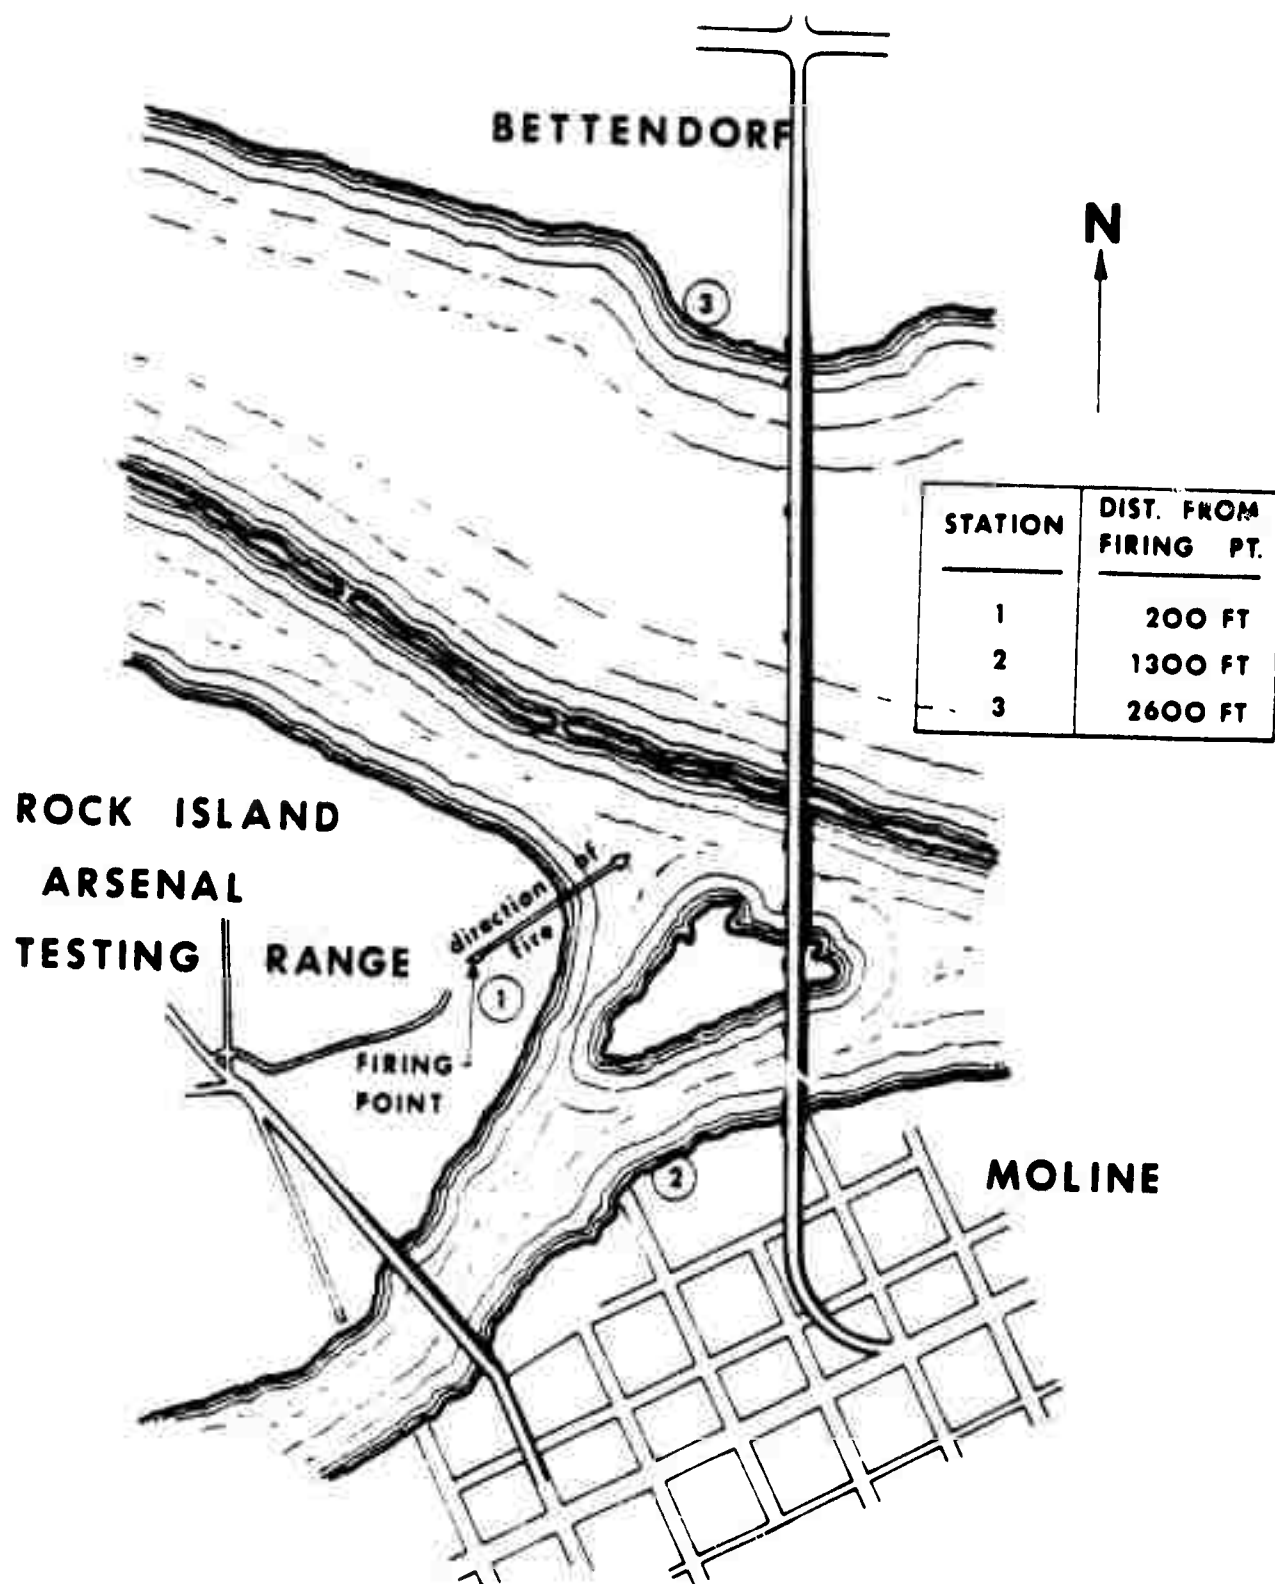 BETTENDORF
N
3
STATION
DIST. FROM
FIRING PT.
1 200 FT
2 1300 FT
3 2600 FT
ROCK ISLAND
ARSENAL
TESTING RANGE
direction of
fire
1
FIRING
POINT
2
MOLINE